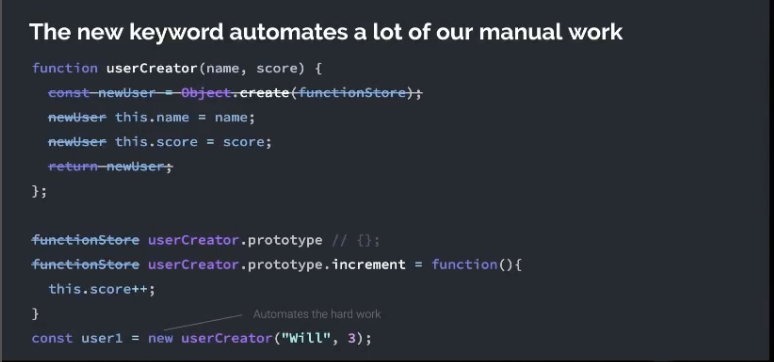 The new keyword automates a lot of our manual work
function userCreator(name, score) {
const newUser = Object.create(functionStore);
newUser this.name = name;
newUser this.score = score;
return newUser;
};
functionStore userCreator.prototype // {};
functionStore userCreator.prototype.increment = function(){
this.score++;
}
Automates the hard work
const user1 = new userCreator("Will", 3);